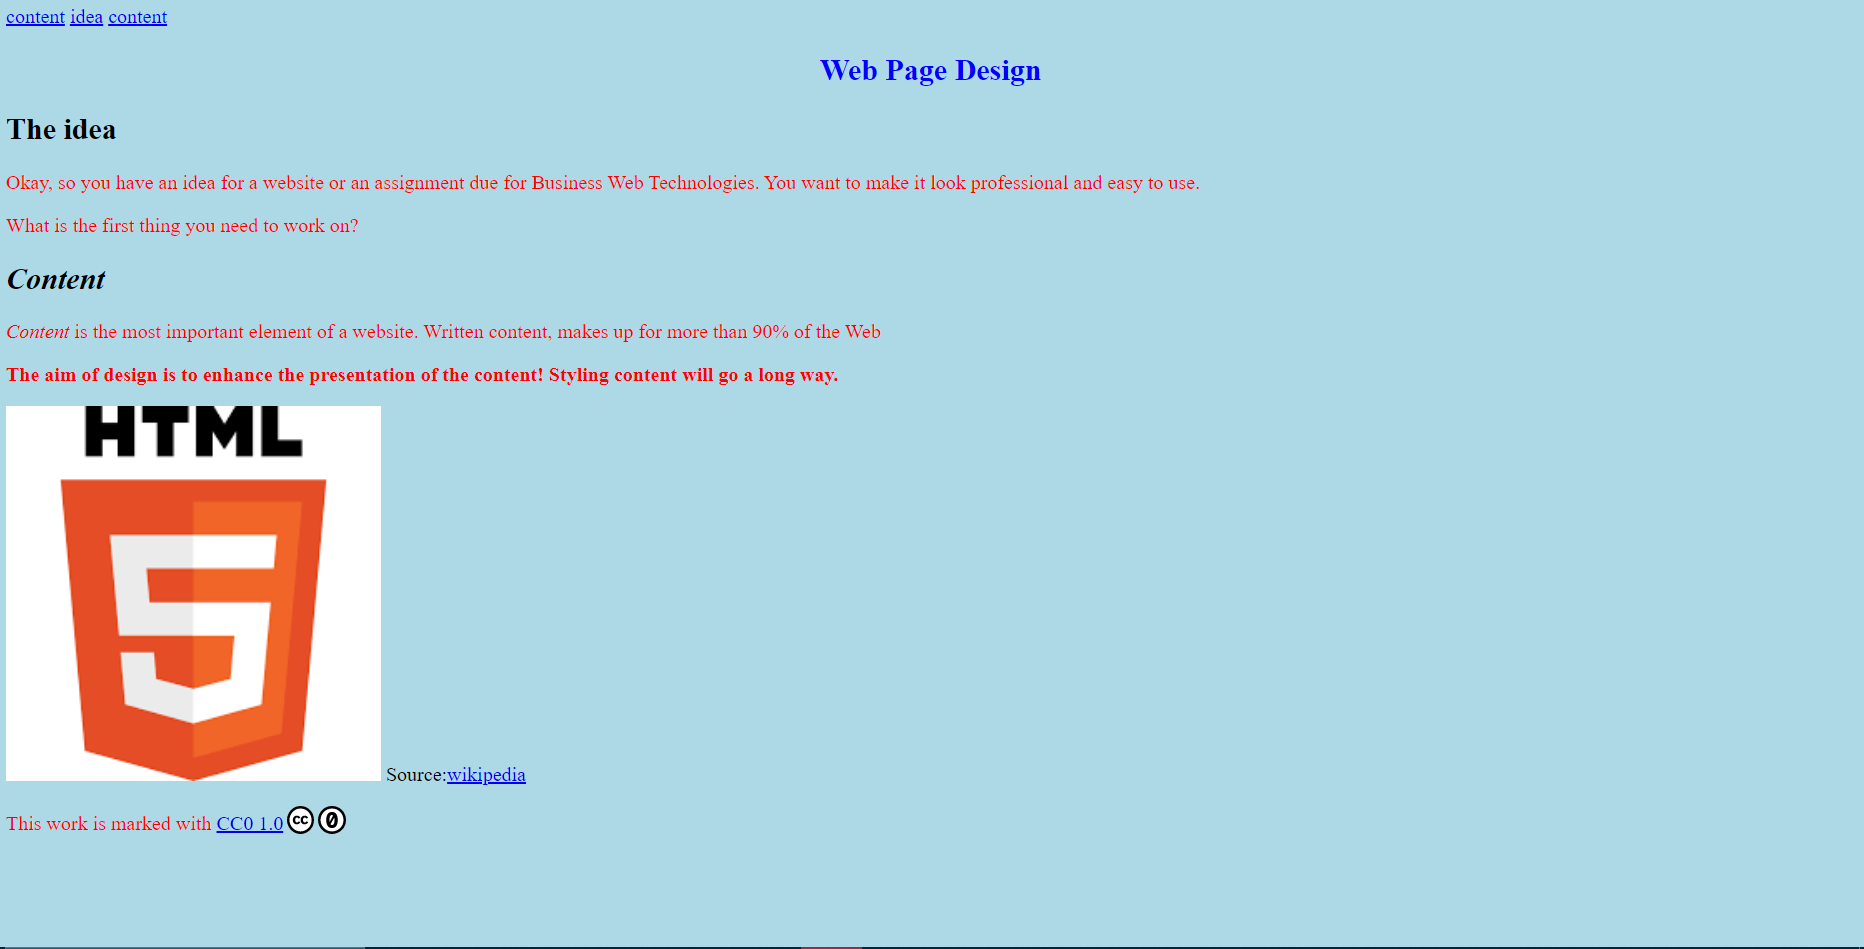 content idea content
Web Page Design
The idea
Okay, so you have an idea for a website or an assignment due for Business Web Technologies. You want to make it look professional and easy to use.
What is the first thing you need to work on?
Content
Content is the most important element of a website. Written content, makes up for more than 90% of the Web
The aim of design is to enhance the presentation of the content! Styling content will go a long way.
HTML
5
Source:wikipedia
This work is marked with CC0 1.0 cc 0